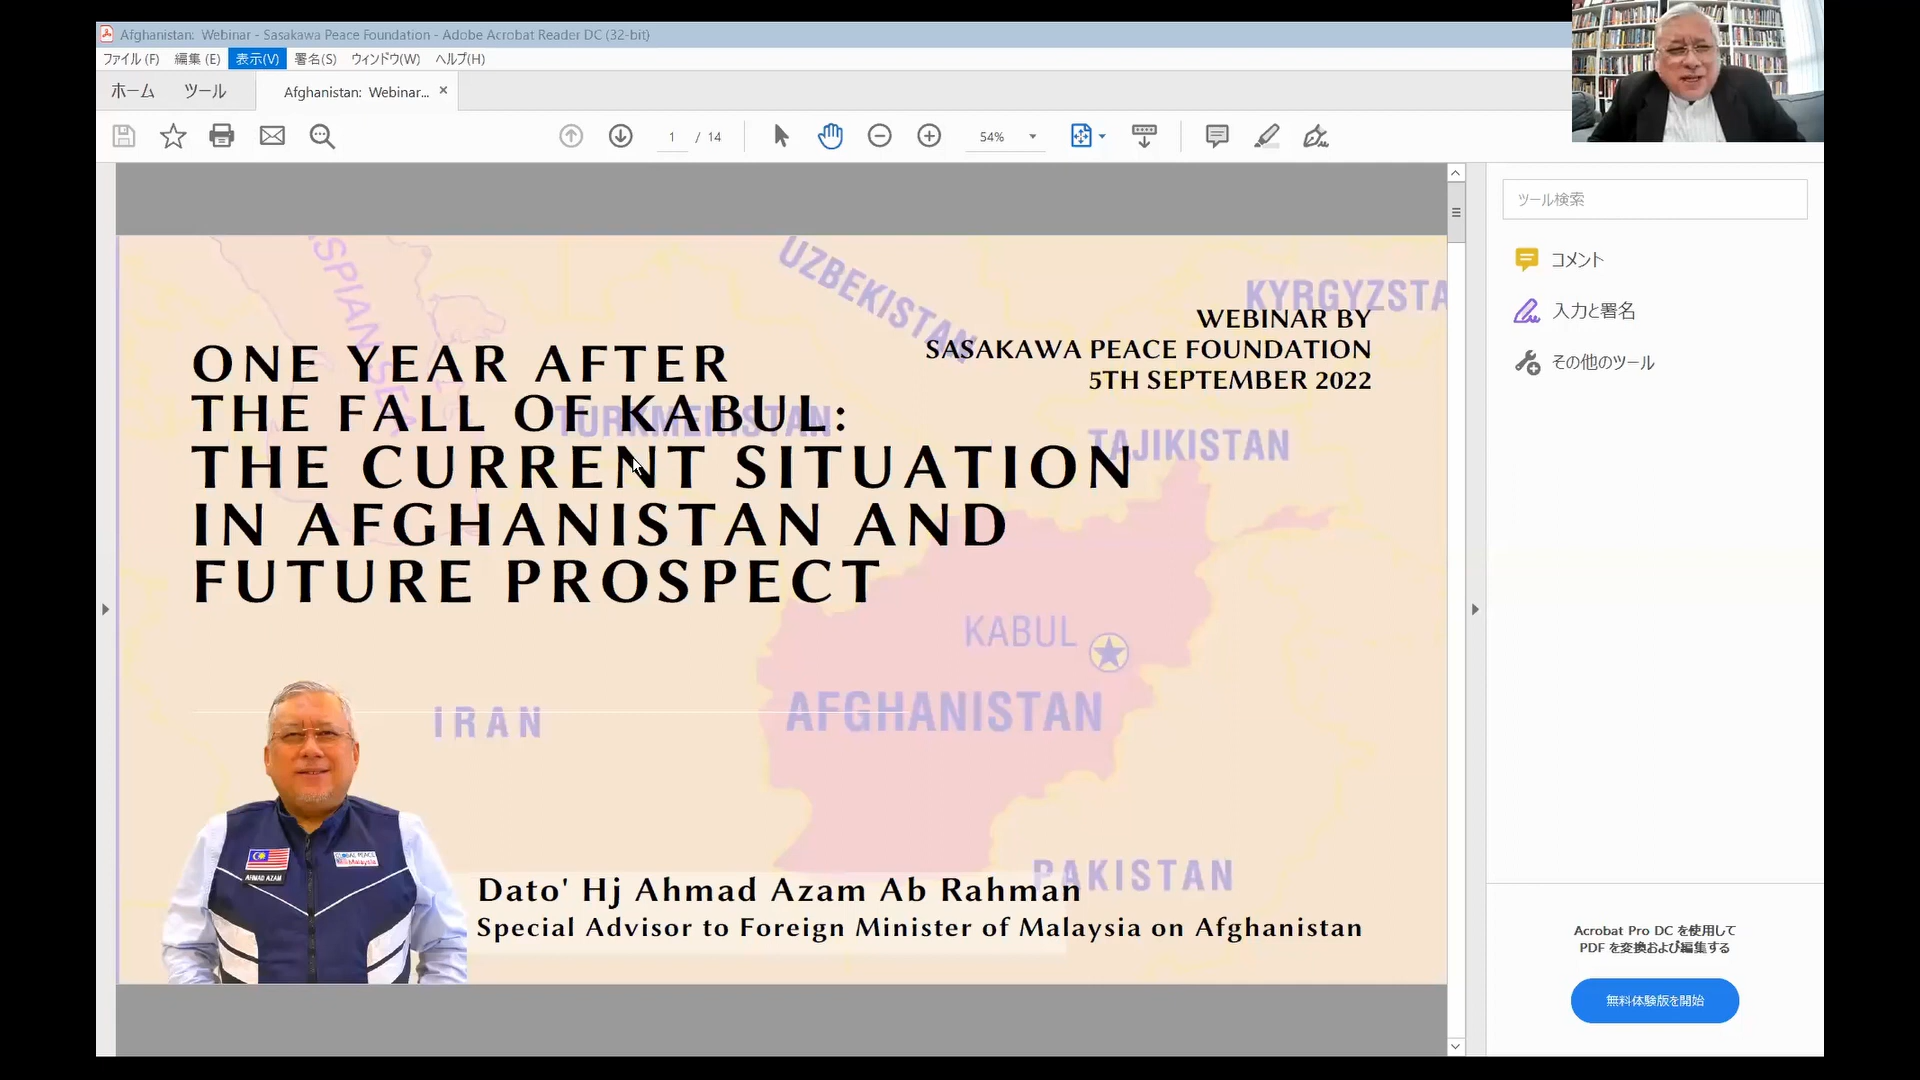 Afghanistan: Webinar - Sasakawa Peace Foundation - Adobe Acrobat Reader DC (32-bit)
ファイル(F) 編集(E) 表示(V) 署名(S) ウィンドウ(W) ヘルプ(H)
ホーム ツール Afghanistan: Webinar... ×
1 / 14 54%
ツール検索
コメント
入力と署名
その他のツール
Acrobat Pro DC を使用して
PDF を変換および編集する
無料体験版を開始
WEBINAR BY
SASAKAWA PEACE FOUNDATION
5TH SEPTEMBER 2022
ONE YEAR AFTER
THE FALL OF KABUL:
THE CURRENT SITUATION
IN AFGHANISTAN AND
FUTURE PROSPECT
SPIAN SEA
UZBEKISTAN
KYRGYZSTA
TURKMENISTAN
TAJIKISTAN
KABUL
AFGHANISTAN
IRAN
PAKISTAN
GLOBAL PEACE
Malaysia
AHMAD AZAM
Dato' Hj Ahmad Azam Ab Rahman
Special Advisor to Foreign Minister of Malaysia on Afghanistan